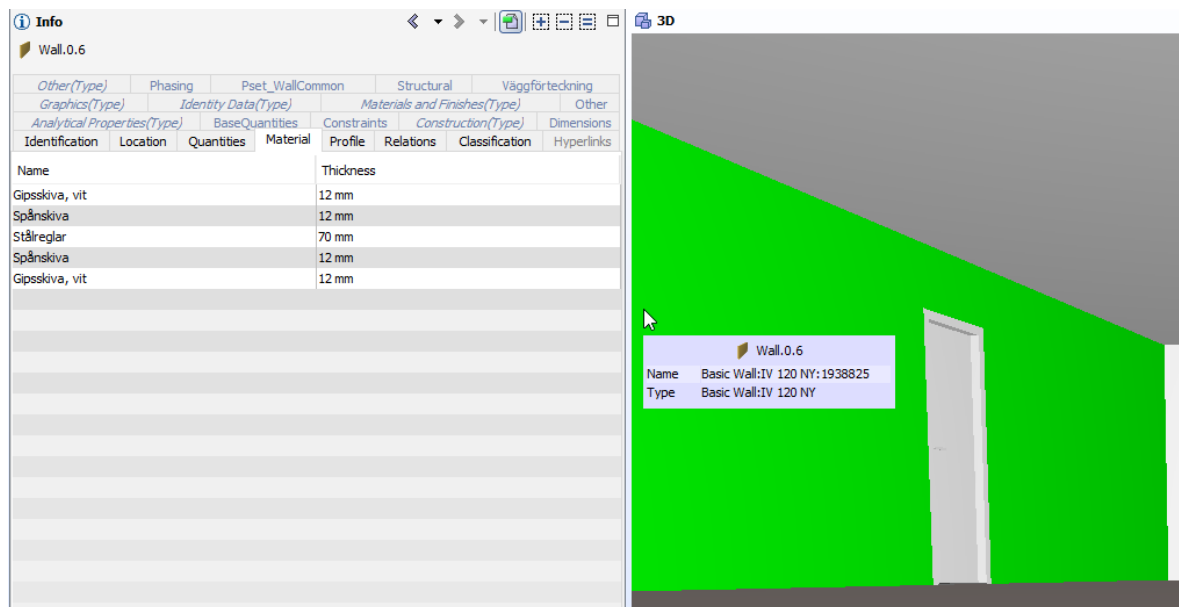 Info
Wall.0.6
Other(Type) Phasing Pset_WallCommon Structural Väggförteckning
Graphics(Type) Identity Data(Type) Materials and Finishes(Type) Other
Analytical Properties(Type) BaseQuantities Constraints Construction(Type) Dimensions
Identification Location Quantities Material Profile Relations Classification Hyperlinks
Name Thickness
Gipsskiva, vit 12 mm
Spånskiva 12 mm
Stålreglar 70 mm
Spånskiva 12 mm
Gipsskiva, vit 12 mm
3D
Wall.0.6
Name Basic Wall:IV 120 NY:1938825
Type Basic Wall:IV 120 NY